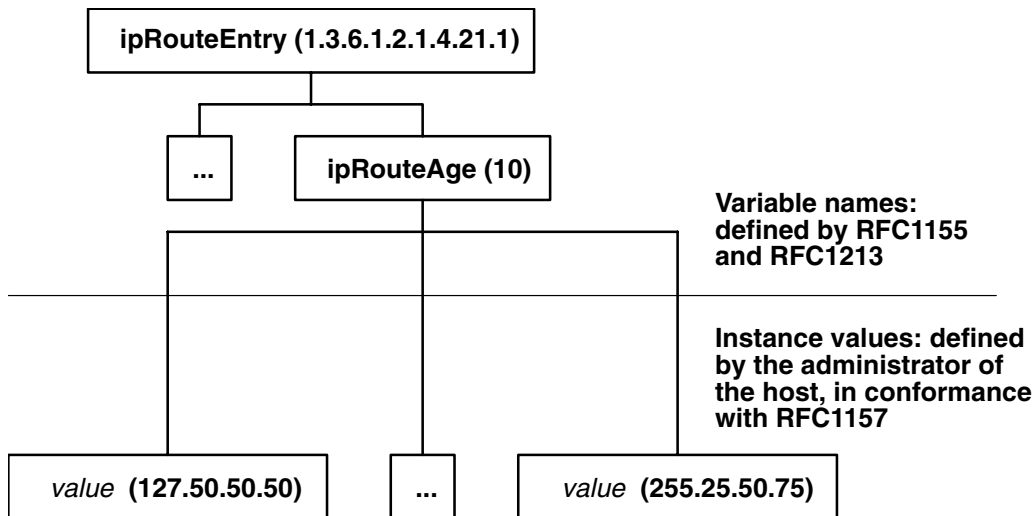 ipRouteEntry (1.3.6.1.2.1.4.21.1)
...
ipRouteAge (10)
Variable names:
defined by RFC1155
and RFC1213
Instance values: defined
by the administrator of
the host, in conformance
with RFC1157
value (127.50.50.50)
...
value (255.25.50.75)